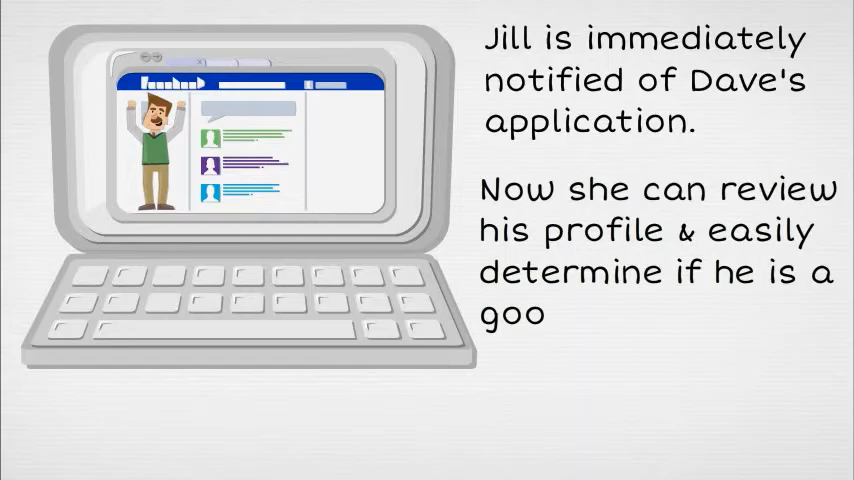 Jill is immediately
notified of Dave's
application.
Now she can review
his profile & easily
determine if he is a
goo